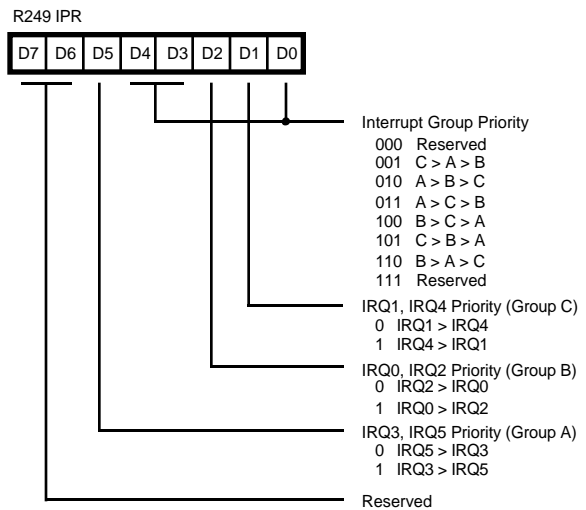 R249 IPR
D7 D6 D5 D4 D3 D2 D1 D0
Interrupt Group Priority
000 Reserved
001 C > A > B
010 A > B > C
011 A > C > B
100 B > C > A
101 C > B > A
110 B > A > C
111 Reserved
IRQ1, IRQ4 Priority (Group C)
0 IRQ1 > IRQ4
1 IRQ4 > IRQ1
IRQ0, IRQ2 Priority (Group B)
0 IRQ2 > IRQ0
1 IRQ0 > IRQ2
IRQ3, IRQ5 Priority (Group A)
0 IRQ5 > IRQ3
1 IRQ3 > IRQ5
Reserved